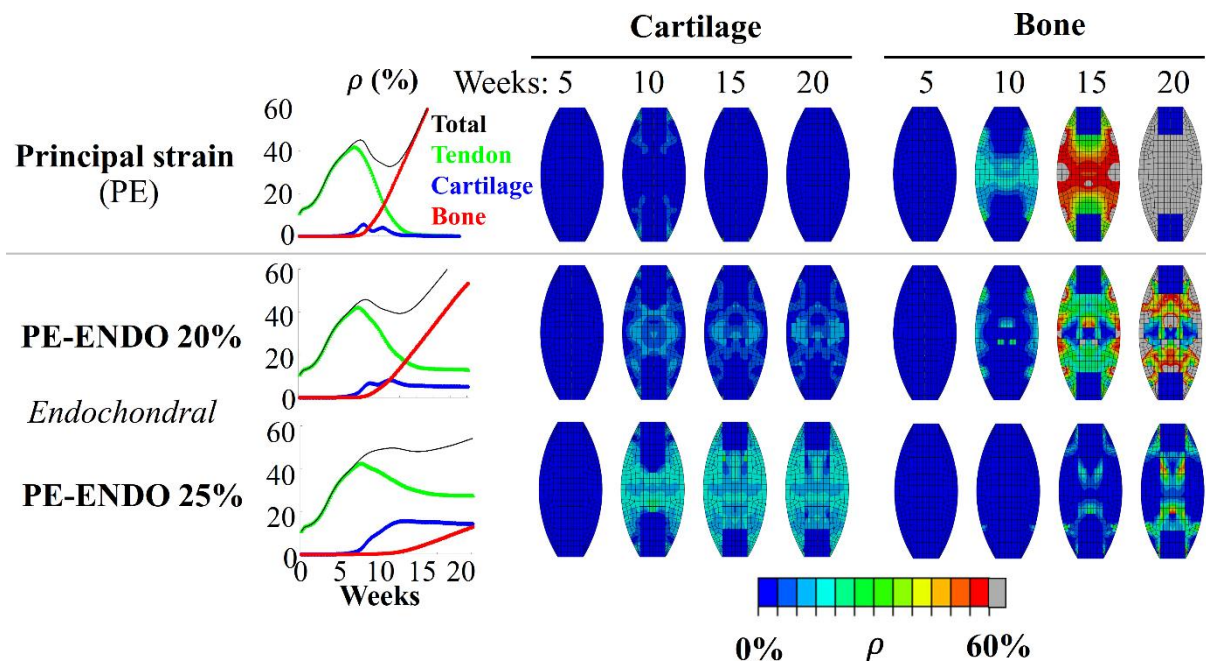 Cartilage Bone
ρ (%) Weeks: 5 10 15 20 5 10 15 20
60
40
20
0
Principal strain
(PE)
Total
Tendon
Cartilage
Bone
60
40
20
0
PE-ENDO 20%
Endochondral
60
40
20
0
PE-ENDO 25%
0 5 10 15 20
Weeks
0% ρ 60%